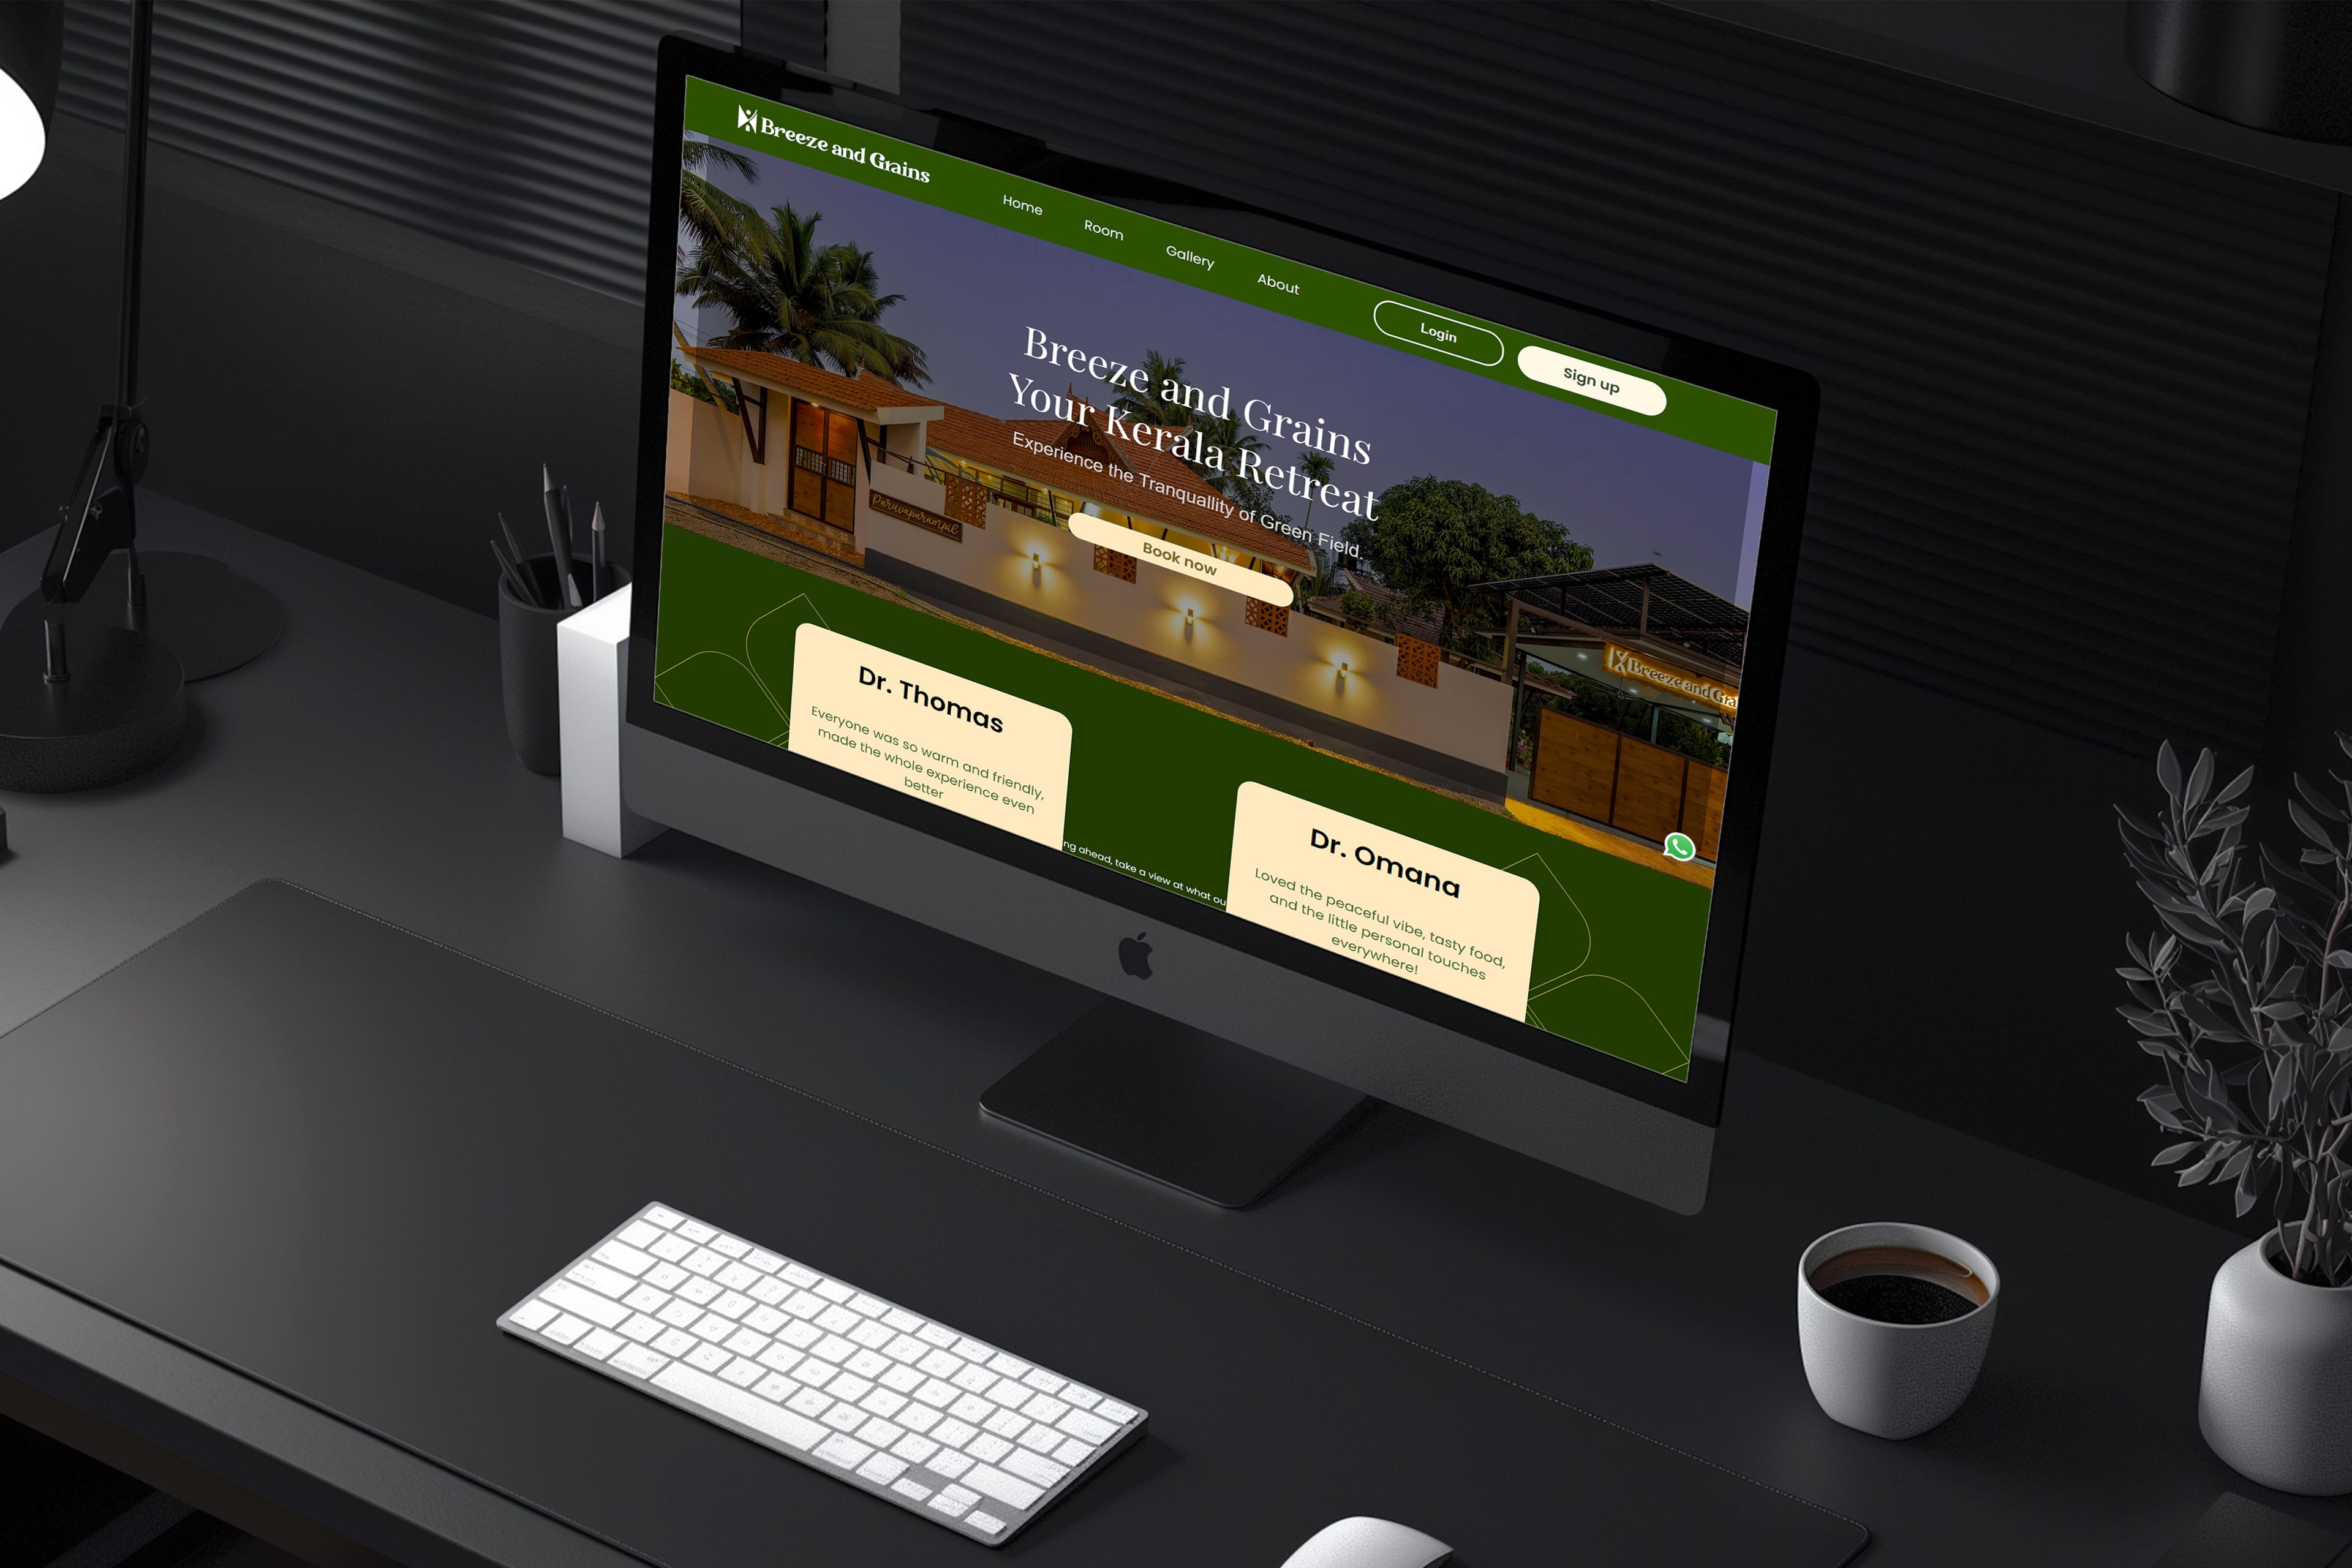 Breeze and Grains
Home
Room
Gallery
About
Login
Sign up
Breeze and Grains
Your Kerala Retreat
Experience the Tranquallity of Green Field.
Book now
Paruvaparampil
Breeze and Gra
Dr. Thomas
Everyone was so warm and friendly,
made the whole experience even
better
ng ahead, take a view at what ou
Dr. Omana
Loved the peaceful vibe, tasty food,
and the little personal touches
everywhere!